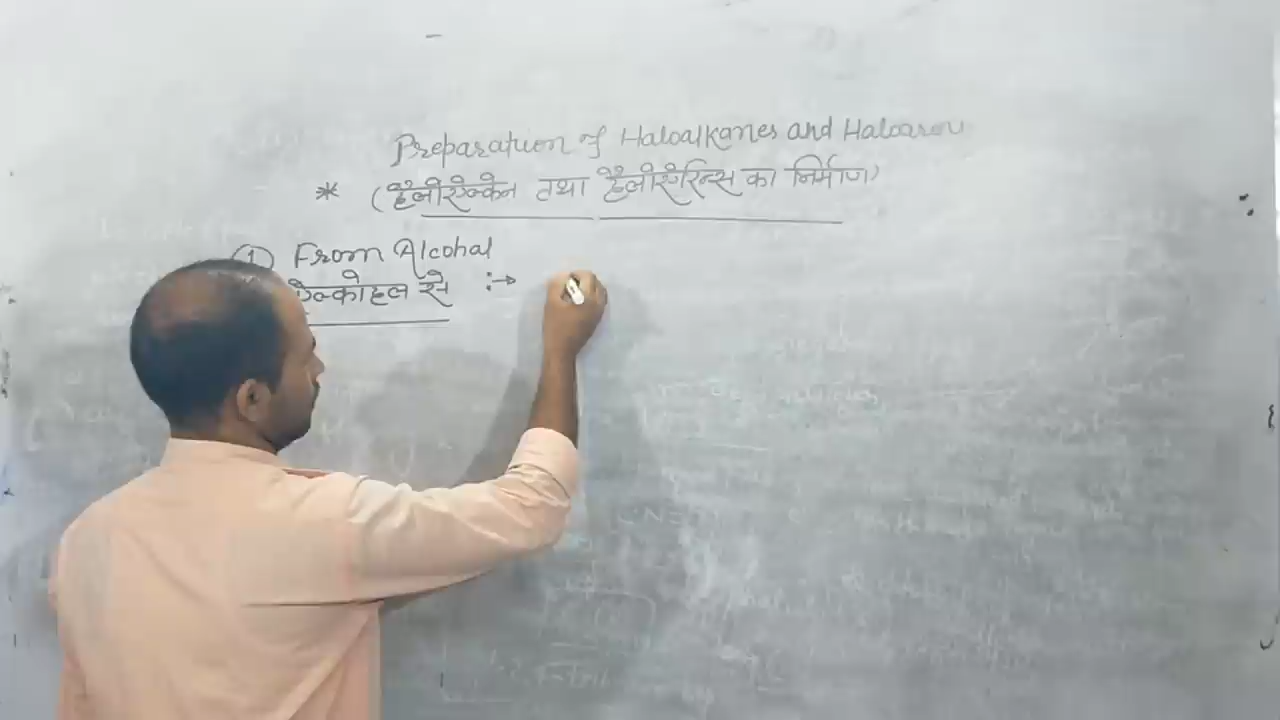 Preparation of Haloalkanes and Haloaren
* (हैलोऐल्केन तथा हैलोऐरिन्स का निर्माण)
① From Alcohal
ऐल्कोहल से :→